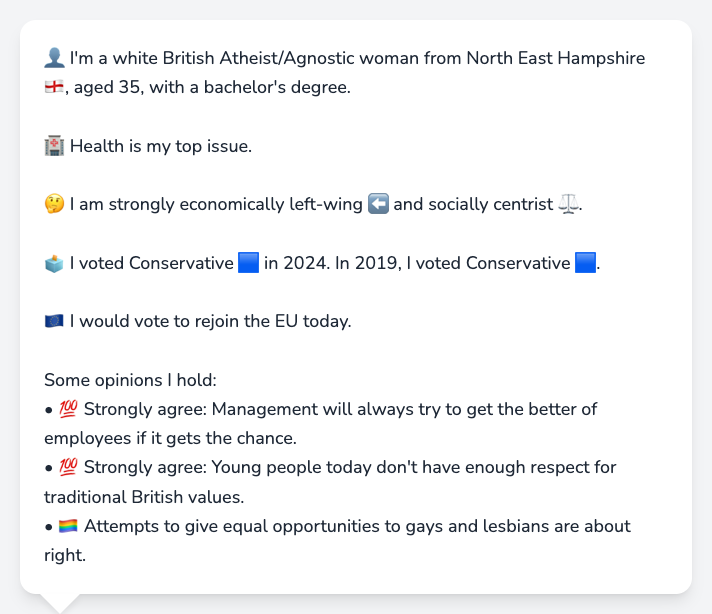 👤 I'm a white British Atheist/Agnostic woman from North East Hampshire
🏴󠁧󠁢󠁥󠁮󠁧󠁿, aged 35, with a bachelor's degree.
🏥 Health is my top issue.
🤔 I am strongly economically left-wing ⬅️ and socially centrist ⚖️.
🗳️ I voted Conservative 🟦 in 2024. In 2019, I voted Conservative 🟦.
🇪🇺 I would vote to rejoin the EU today.
Some opinions I hold:
• 💯 Strongly agree: Management will always try to get the better of
employees if it gets the chance.
• 💯 Strongly agree: Young people today don't have enough respect for
traditional British values.
• 🏳️‍🌈 Attempts to give equal opportunities to gays and lesbians are about
right.